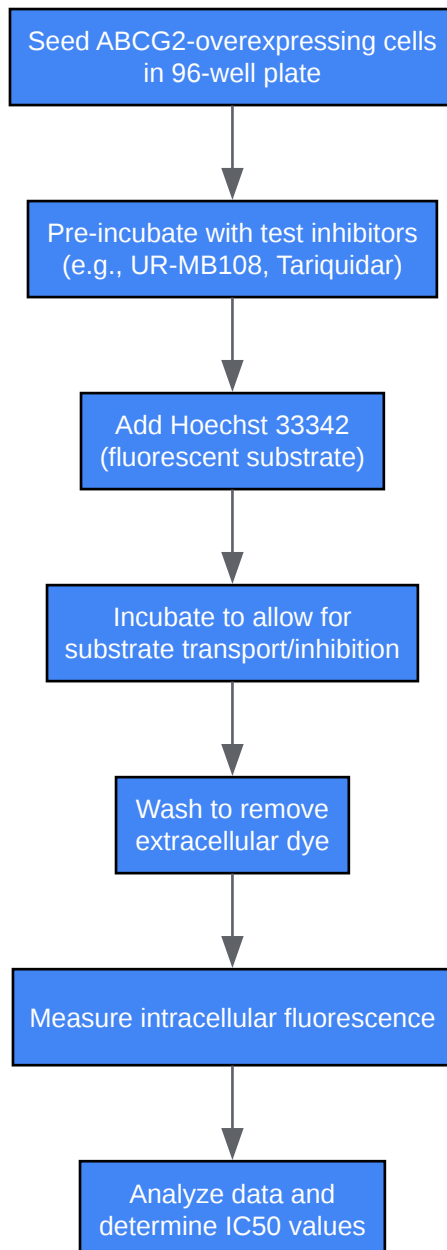 Seed ABCG2-overexpressing cells
in 96-well plate
Pre-incubate with test inhibitors
(e.g., UR-MB108, Tariquidar)
Add Hoechst 33342
(fluorescent substrate)
Incubate to allow for
substrate transport/inhibition
Wash to remove
extracellular dye
Measure intracellular fluorescence
Analyze data and
determine IC50 values